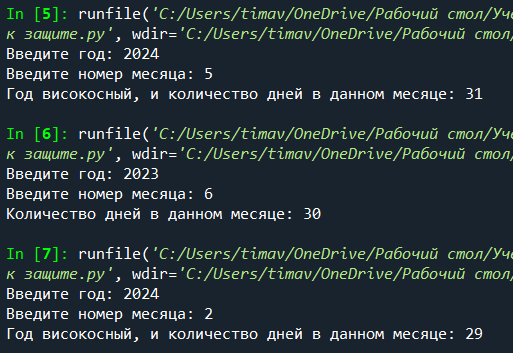 In [5]: runfile('C:/Users/timav/OneDrive/Рабочий стол/Уче
к защите.py', wdir='C:/Users/timav/OneDrive/Рабочий стол/
Введите год: 2024
Введите номер месяца: 5
Год високосный, и количество дней в данном месяце: 31
In [6]: runfile('C:/Users/timav/OneDrive/Рабочий стол/Уче
к защите.py', wdir='C:/Users/timav/OneDrive/Рабочий стол/
Введите год: 2023
Введите номер месяца: 6
Количество дней в данном месяце: 30
In [7]: runfile('C:/Users/timav/OneDrive/Рабочий стол/Уче
к защите.py', wdir='C:/Users/timav/OneDrive/Рабочий стол/
Введите год: 2024
Введите номер месяца: 2
Год високосный, и количество дней в данном месяце: 29